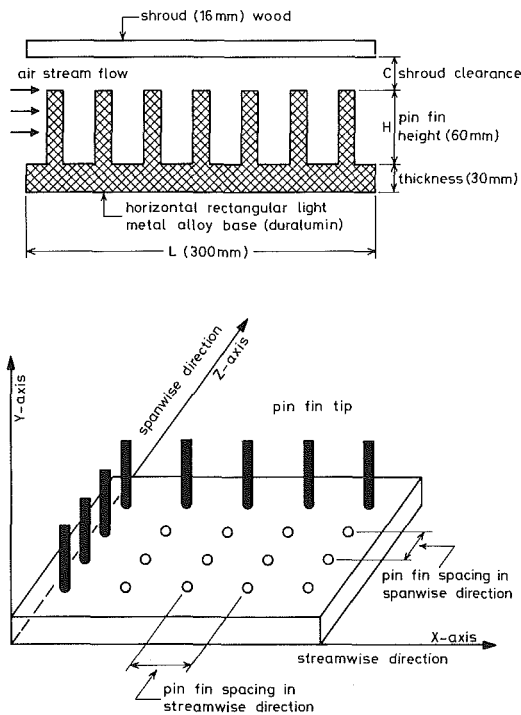 shroud (16mm) wood
air stream flow
C shroud clearance
H
pin fin
height (60mm)
thickness (30mm)
horizontal rectangular light
metal alloy base (duralumin)
L (300mm)
Y-axis
spanwise direction
Z-axis
pin fin tip
pin fin spacing in
spanwise direction
X-axis
streamwise direction
pin fin spacing in
streamwise direction